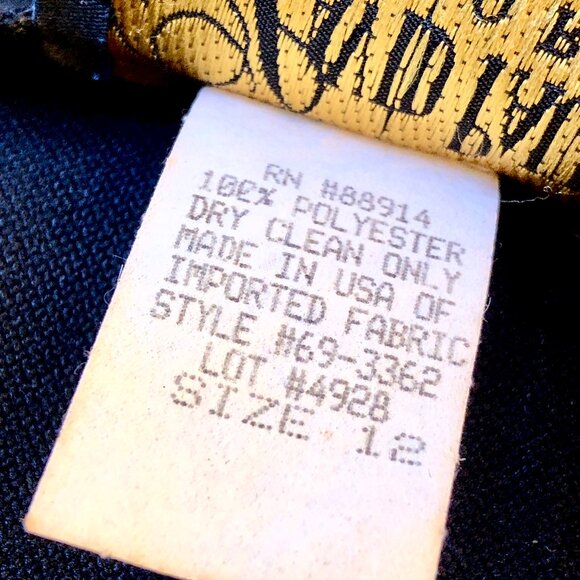 RN #88914
100% POLYESTER
DRY CLEAN ONLY
MADE IN USA OF
IMPORTED FABRIC
STYLE #69-3362
LOT #4928
SIZE 12